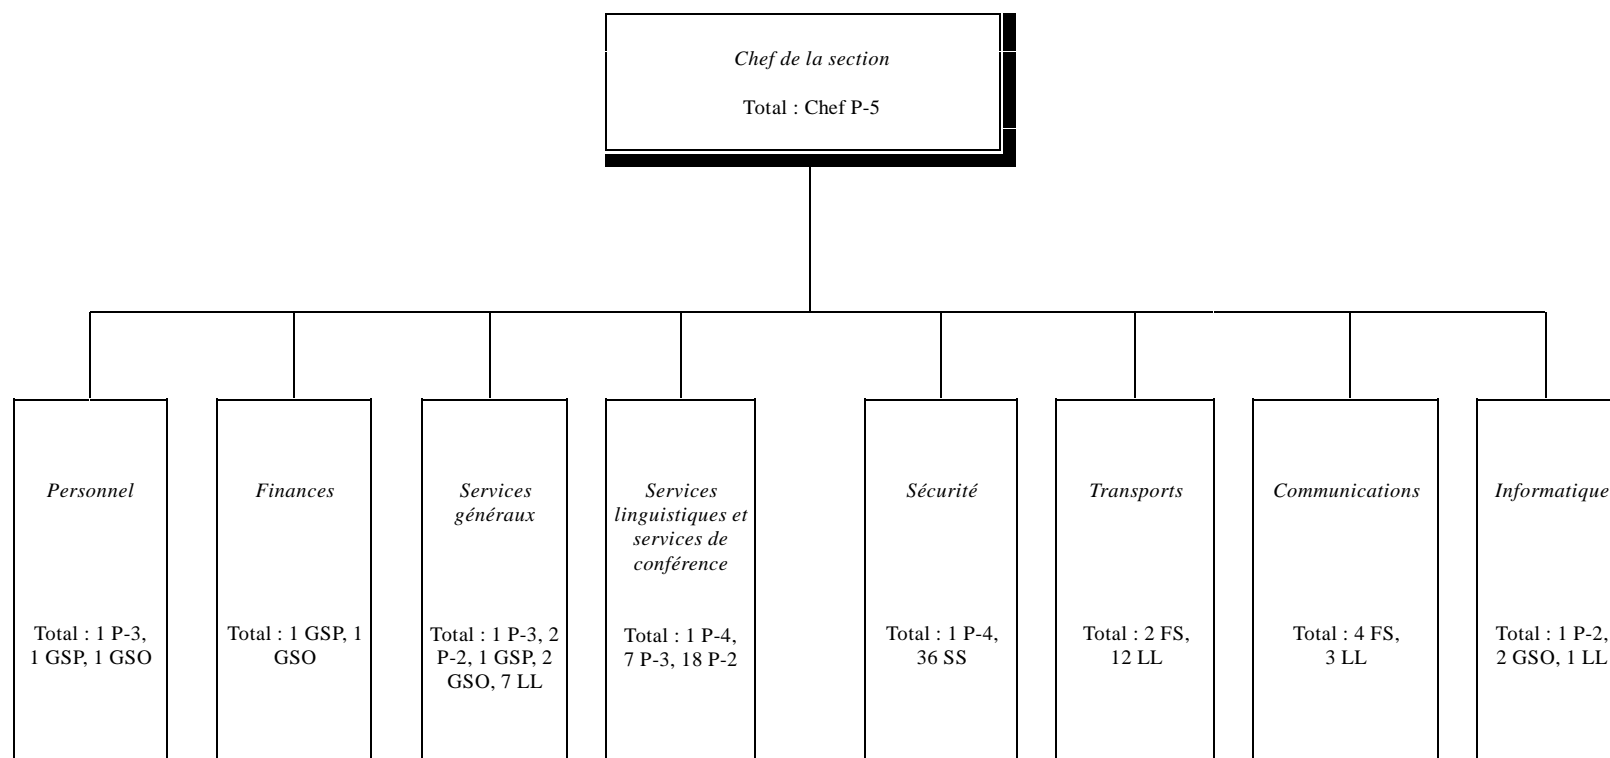 Chef de la section
Total : Chef P-5
Personnel
Total : 1 P-3,
1 GSP, 1 GSO
Finances
Total : 1 GSP, 1
GSO
Services
généraux
Total : 1 P-3, 2
P-2, 1 GSP, 2
GSO, 7 LL
Services
linguistiques et
services de
conférence
Total : 1 P-4,
7 P-3, 18 P-2
Sécurité
Total : 1 P-4,
36 SS
Transports
Total : 2 FS,
12 LL
Communications
Total : 4 FS,
3 LL
Informatique
Total : 1 P-2,
2 GSO, 1 LL